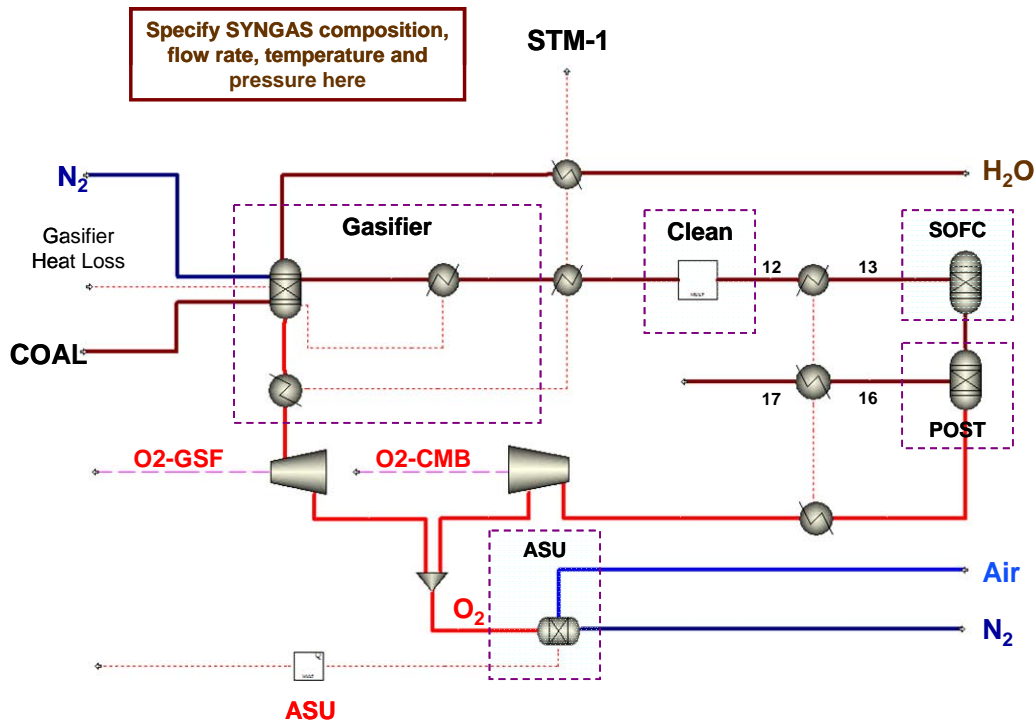 Specify SYNGAS composition,
flow rate, temperature and
pressure here
STM-1
N₂
H₂O
Gasifier
Heat Loss
Gasifier
Clean
SOFC
12
13
COAL
17
16
POST
O2-GSF
O2-CMB
ASU
Air
O₂
N₂
ASU